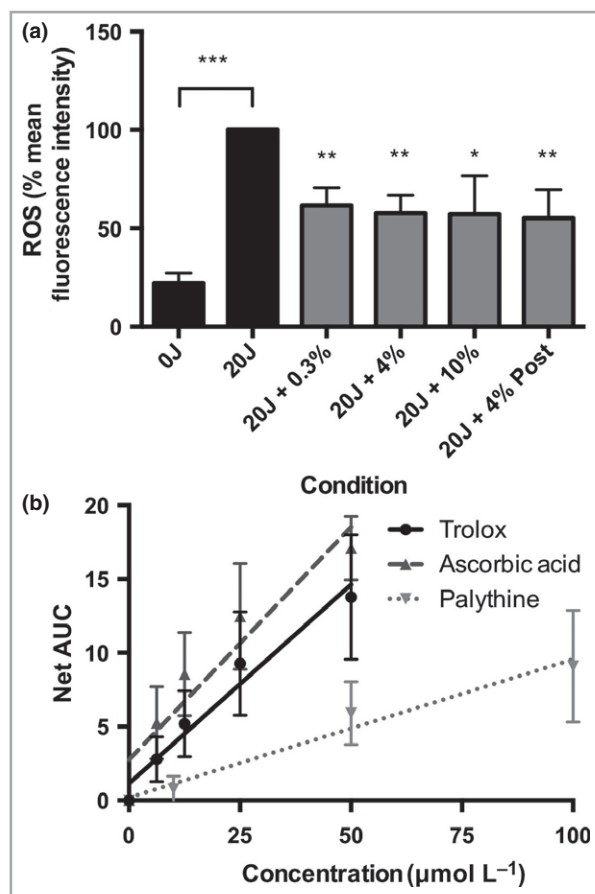 (a)
ROS (% mean
fluorescence intensity)
150
100
50
0
***
**
**
*
**
0J
20J
20J + 0.3%
20J + 4%
20J + 10%
20J + 4% Post
Condition
(b)
Net AUC
20
15
10
5
0
Trolox
Ascorbic acid
Palythine
0
25
50
75
100
Concentration (µmol L⁻¹)